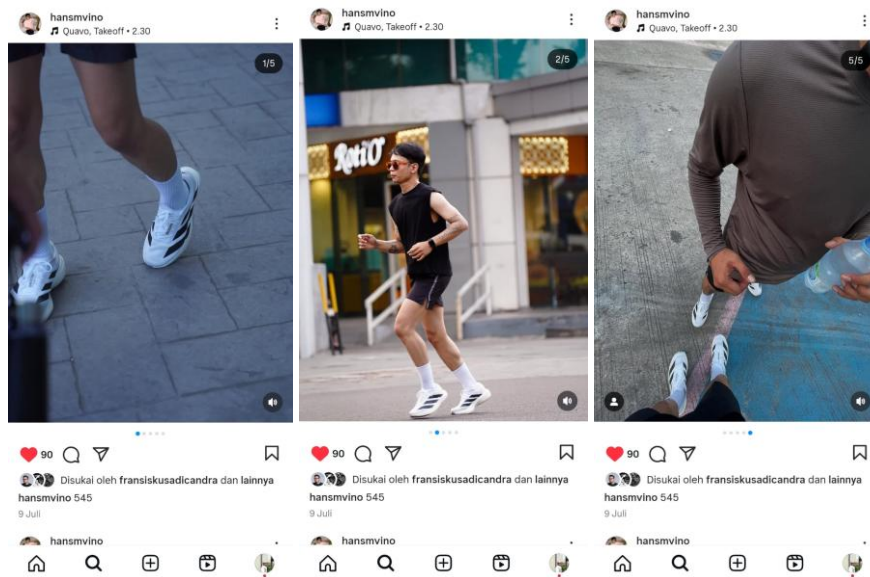 hansmvino
Quavo, Takeoff • 2.30
1/5
90
Disukai oleh fransiskusadicandra dan lainnya
hansmvino 545
9 Juli
hansmvino
hansmvino
Quavo, Takeoff • 2.30
2/5
Roti'O
90
Disukai oleh fransiskusadicandra dan lainnya
hansmvino 545
9 Juli
hansmvino
hansmvino
Quavo, Takeoff • 2.30
5/5
90
Disukai oleh fransiskusadicandra dan lainnya
hansmvino 545
9 Juli
hansmvino